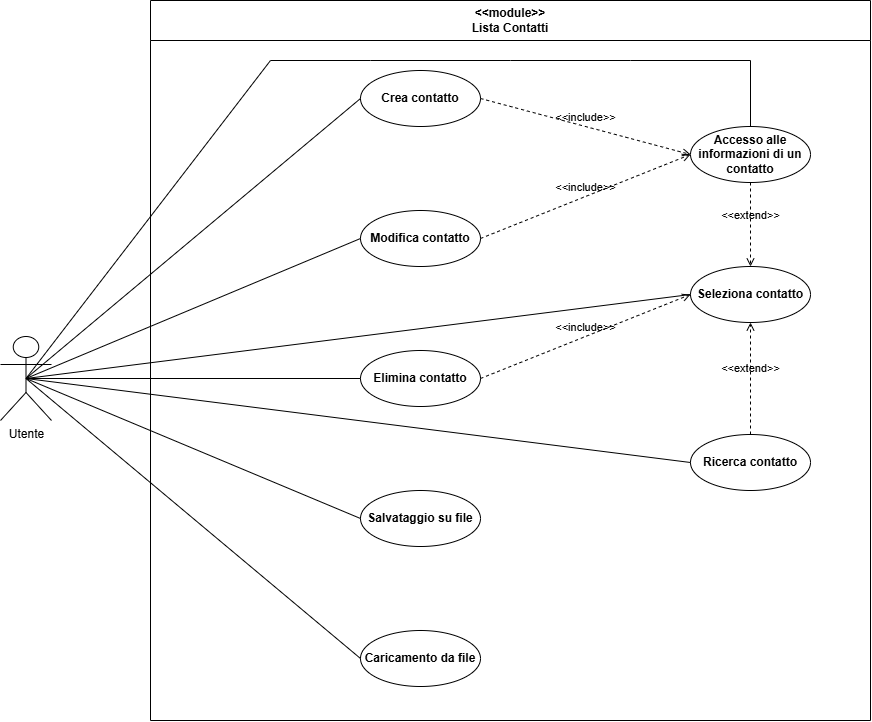 <<module>>
Lista Contatti
Crea contatto
<<include>>
Accesso alle
informazioni di un
contatto
<<include>>
<<extend>>
Modifica contatto
Seleziona contatto
<<include>>
Elimina contatto
<<extend>>
Utente
Ricerca contatto
Salvataggio su file
Caricamento da file